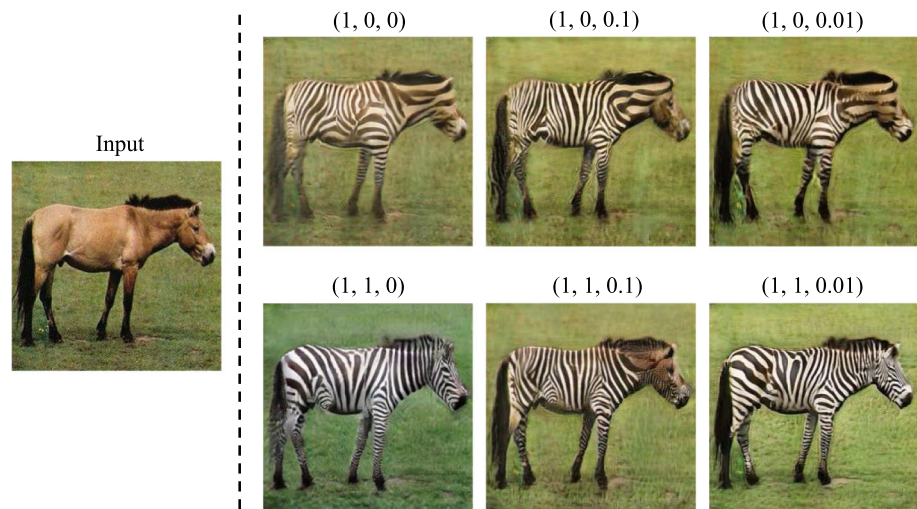 (1, 0, 0)
(1, 0, 0.1)
(1, 0, 0.01)
Input
(1, 1, 0)
(1, 1, 0.1)
(1, 1, 0.01)